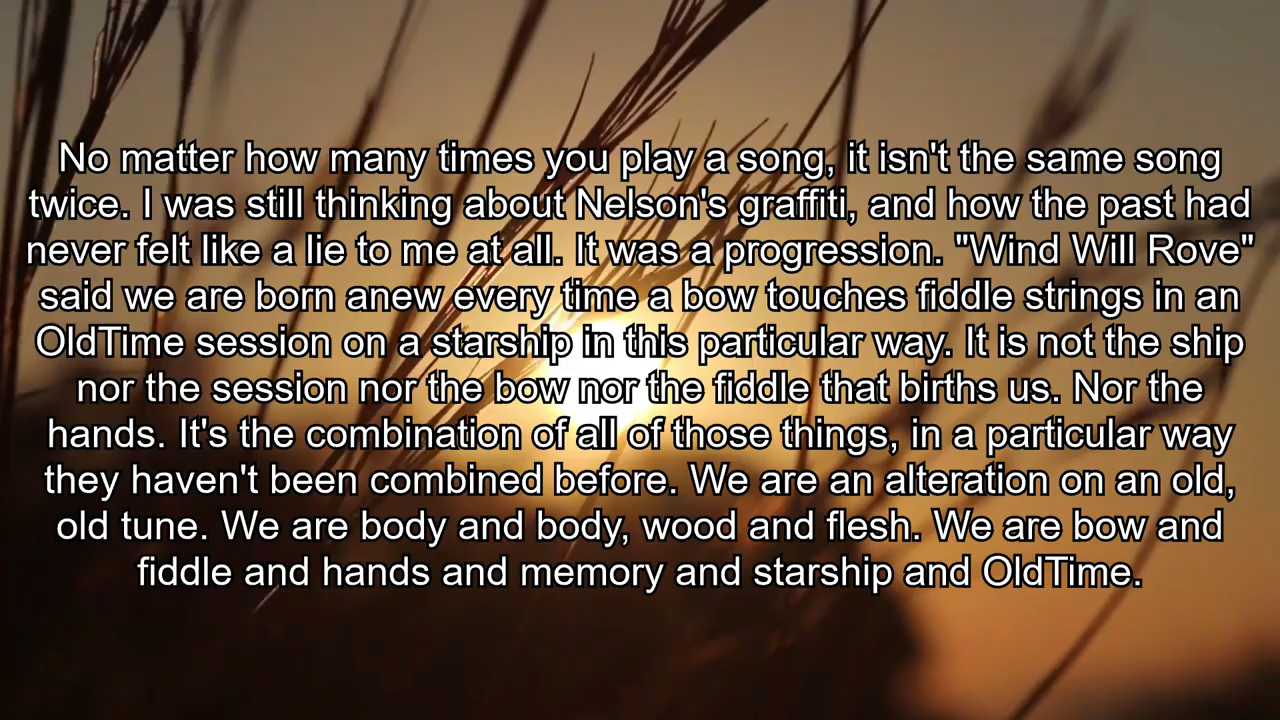 No matter how many times you play a song, it isn't the same song
twice. I was still thinking about Nelson's graffiti, and how the past had
never felt like a lie to me at all. It was a progression. "Wind Will Rove"
said we are born anew every time a bow touches fiddle strings in an
OldTime session on a starship in this particular way. It is not the ship
nor the session nor the bow nor the fiddle that births us. Nor the
hands. It's the combination of all of those things, in a particular way
they haven't been combined before. We are an alteration on an old,
old tune. We are body and body, wood and flesh. We are bow and
fiddle and hands and memory and starship and OldTime.